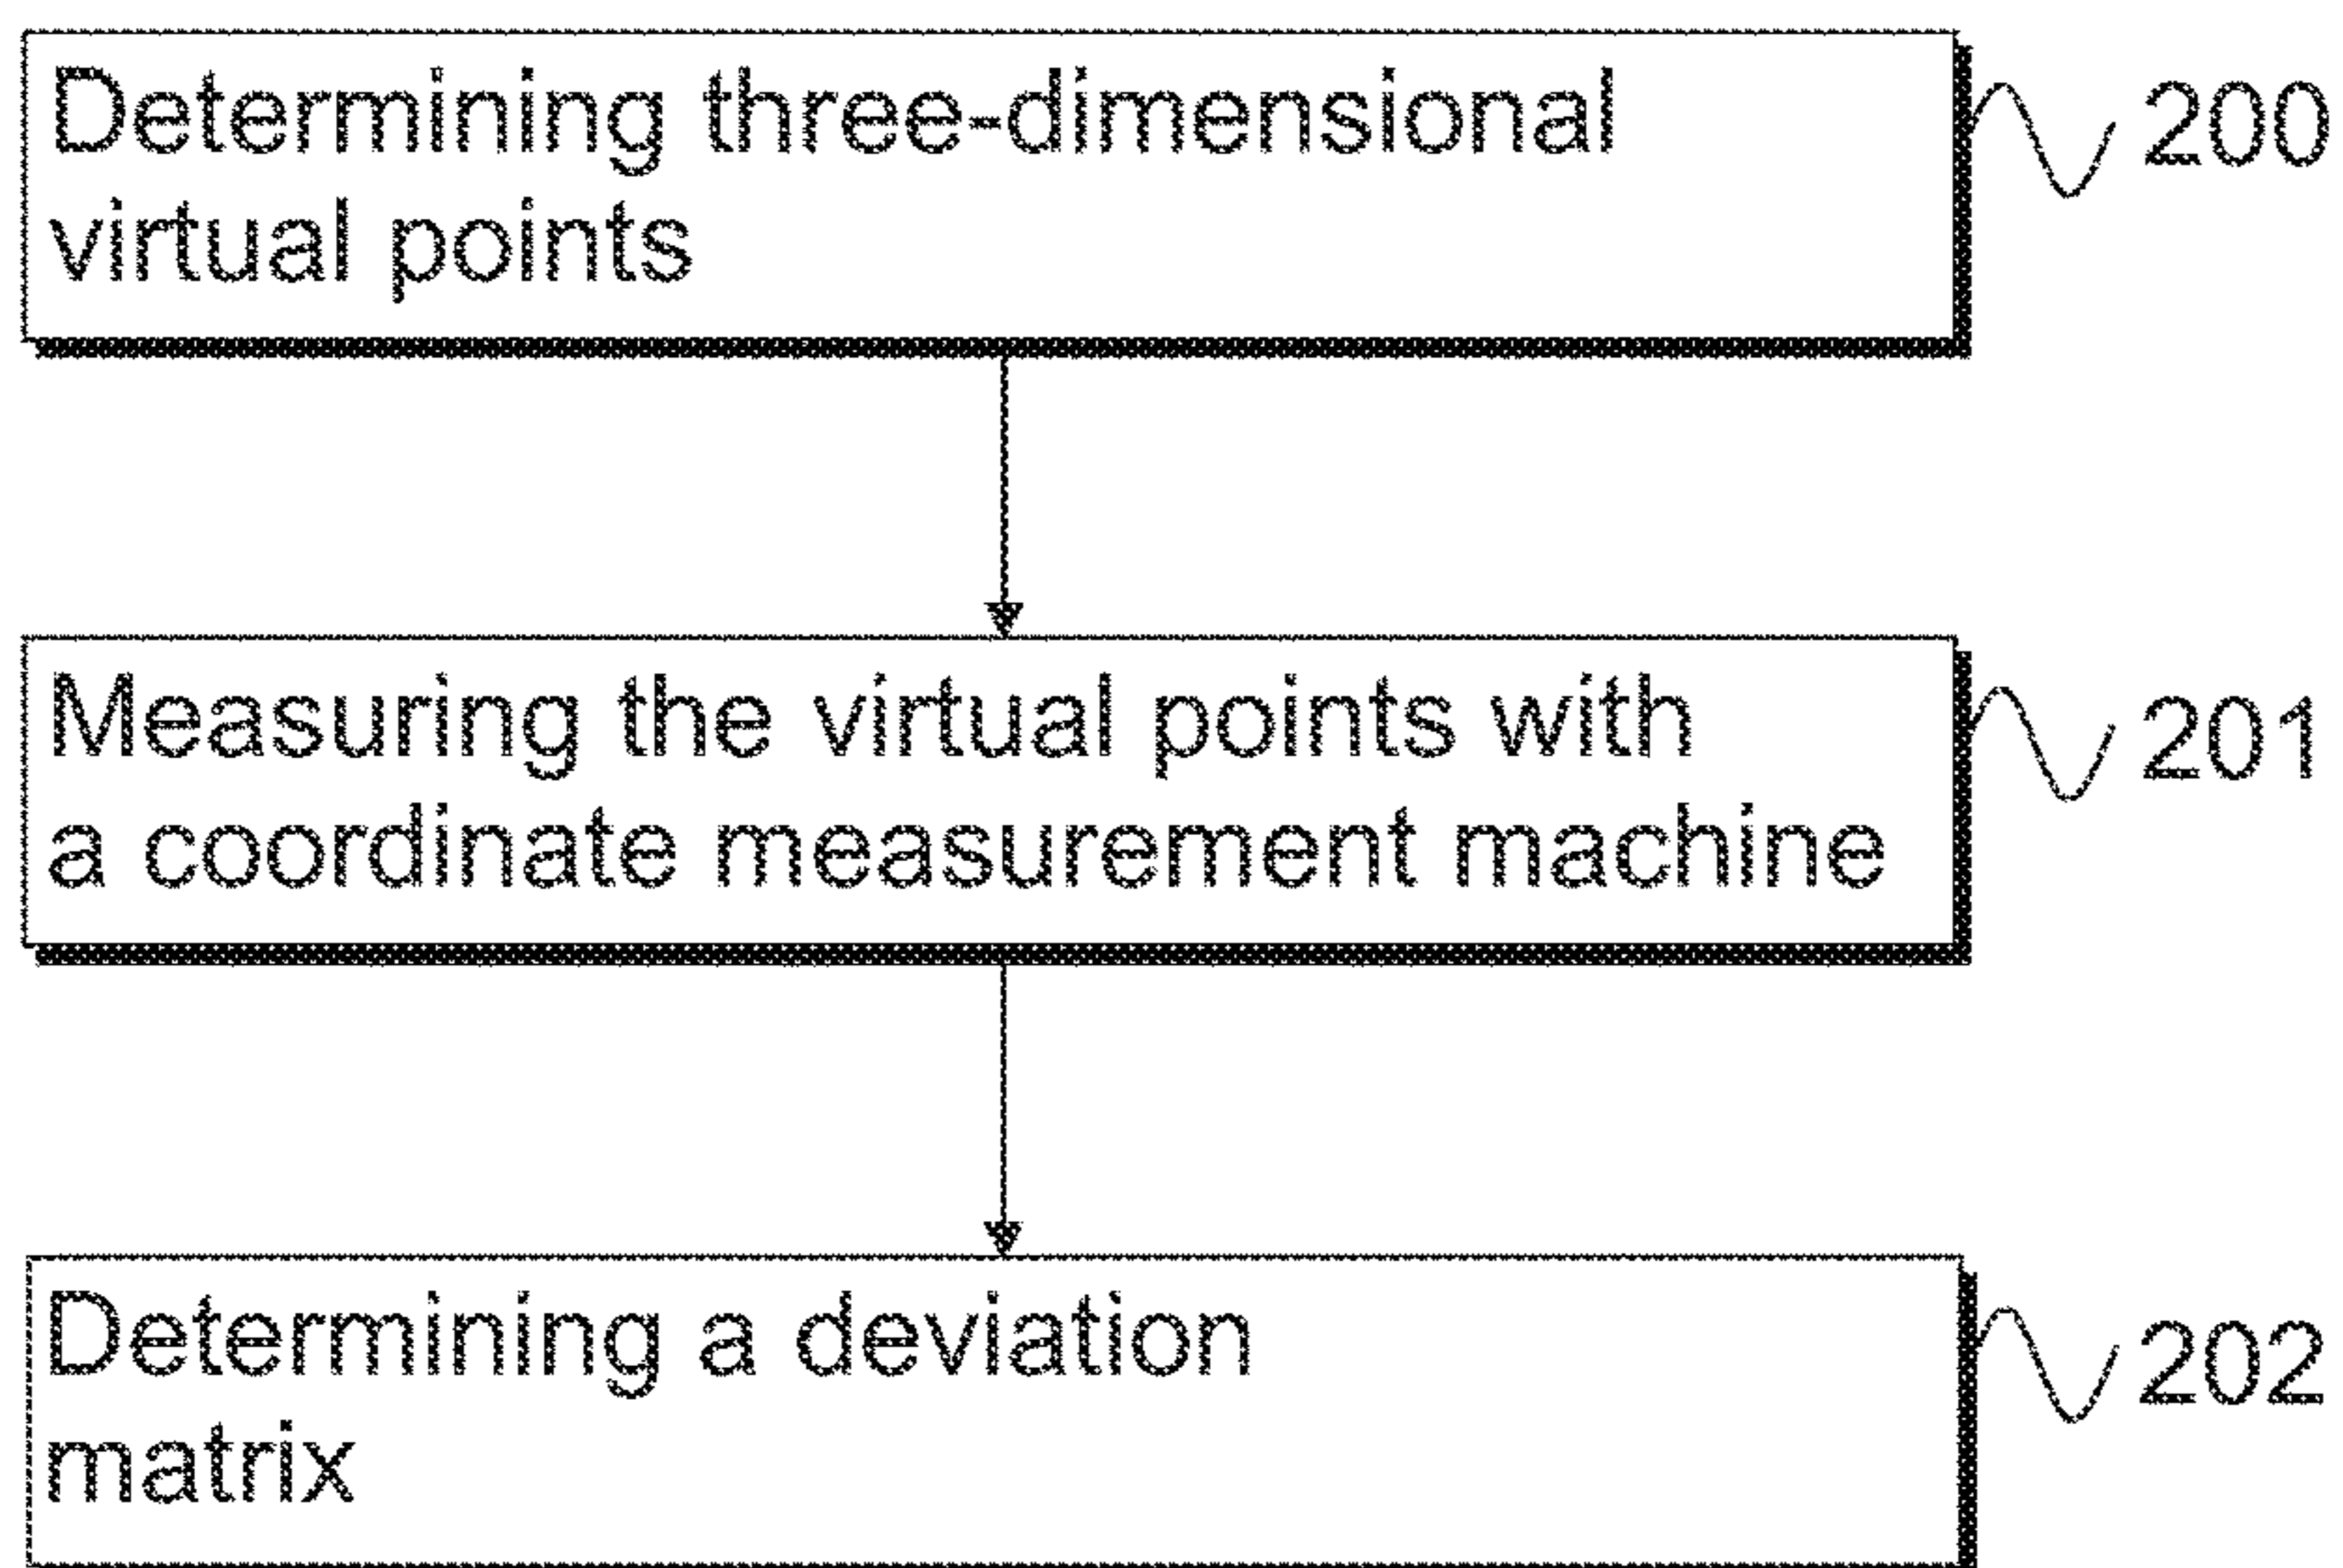 Determining three-dimensional
virtual points
200
Measuring the virtual points with
a coordinate measurement machine
201
Determining a deviation
matrix
202